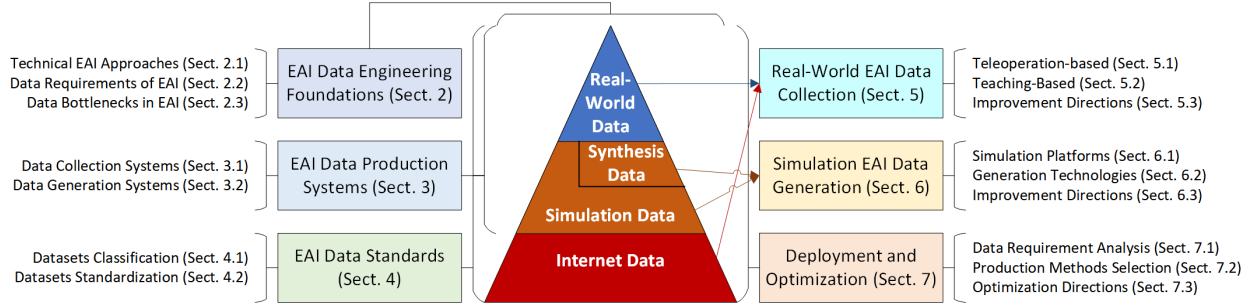 Technical EAI Approaches (Sect. 2.1)
Data Requirements of EAI (Sect. 2.2)
Data Bottlenecks in EAI (Sect. 2.3)
EAI Data Engineering
Foundations (Sect. 2)
Data Collection Systems (Sect. 3.1)
Data Generation Systems (Sect. 3.2)
EAI Data Production
Systems (Sect. 3)
Datasets Classification (Sect. 4.1)
Datasets Standardization (Sect. 4.2)
EAI Data Standards
(Sect. 4)
Real-
World
Data
Synthesis
Data
Simulation Data
Internet Data
Real-World EAI Data
Collection (Sect. 5)
Teleoperation-based (Sect. 5.1)
Teaching-Based (Sect. 5.2)
Improvement Directions (Sect. 5.3)
Simulation EAI Data
Generation (Sect. 6)
Simulation Platforms (Sect. 6.1)
Generation Technologies (Sect. 6.2)
Improvement Directions (Sect. 6.3)
Deployment and
Optimization (Sect. 7)
Data Requirement Analysis (Sect. 7.1)
Production Methods Selection (Sect. 7.2)
Optimization Directions (Sect. 7.3)